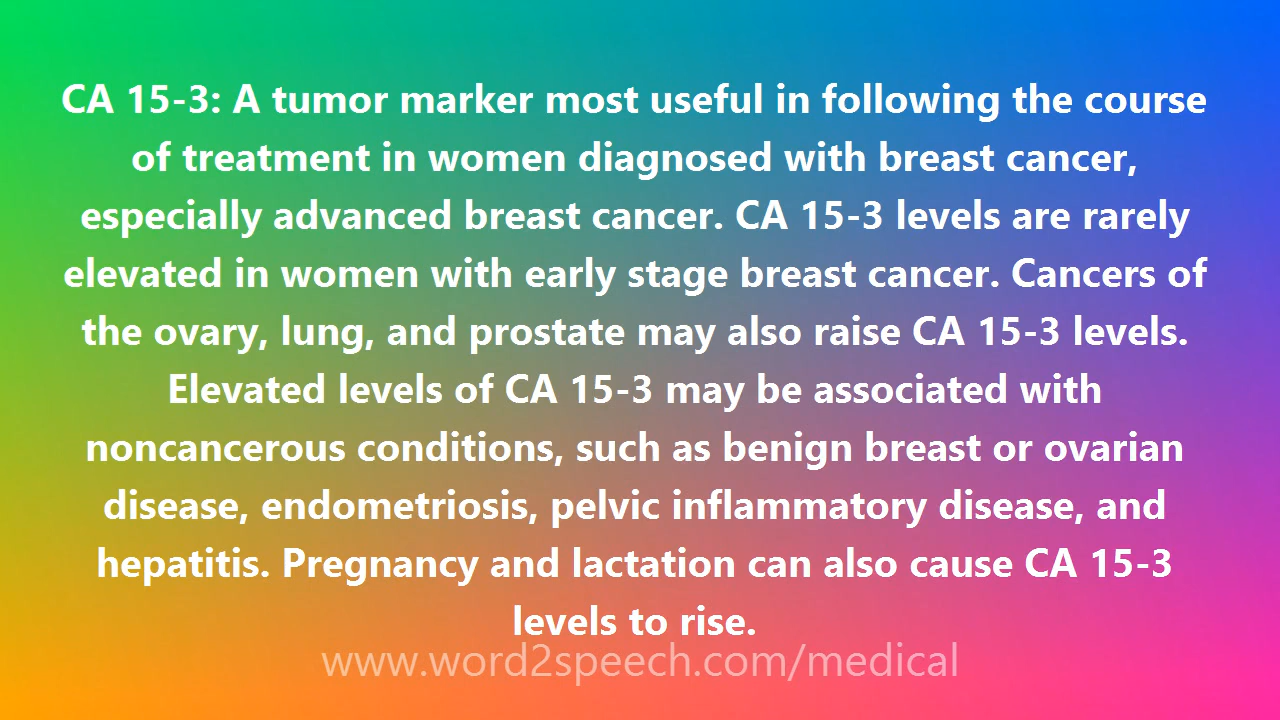 CA 15-3: A tumor marker most useful in following the course
of treatment in women diagnosed with breast cancer,
especially advanced breast cancer. CA 15-3 levels are rarely
elevated in women with early stage breast cancer. Cancers of
the ovary, lung, and prostate may also raise CA 15-3 levels.
Elevated levels of CA 15-3 may be associated with
noncancerous conditions, such as benign breast or ovarian
disease, endometriosis, pelvic inflammatory disease, and
hepatitis. Pregnancy and lactation can also cause CA 15-3
levels to rise.
www.word2speech.com/medical